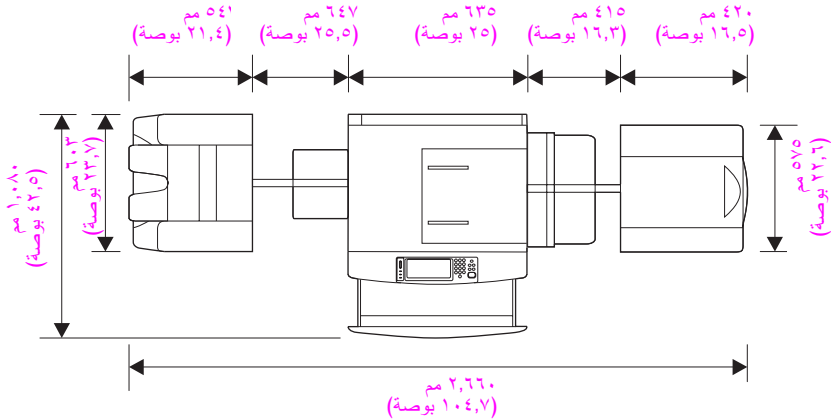 ٥٤١ مم
(٢١,٤ بوصة)
٦٤٧ مم
(٢٥,٥ بوصة)
٦٣٥ مم
(٢٥ بوصة)
٤١٥ مم
(١٦,٣ بوصة)
٤٢٠ مم
(١٦,٥ بوصة)
١,٠٨٠ مم
(٤٢,٥ بوصة)
٦٠٣ مم
(٢٣,٧ بوصة)
٥٧٥ مم
(٢٢,٦ بوصة)
٢,٦٦٠ مم
(١٠٤,٧ بوصة)